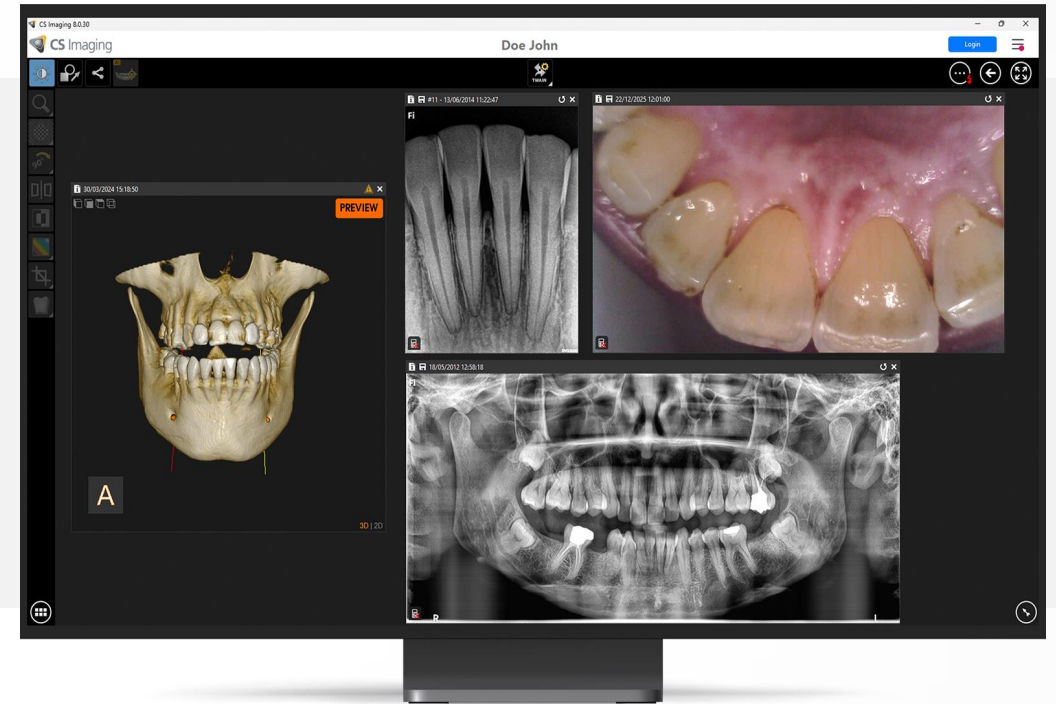 CS Imaging 8.0.30
CS Imaging
Doe John
Login
TWAIN
30/03/2024 15:18:50
PREVIEW
A
3D | 2D
#11 - 13/06/2014 11:22:47
Fi
22/12/2025 12:01:00
18/05/2012 12:58:18
Fi
R
L